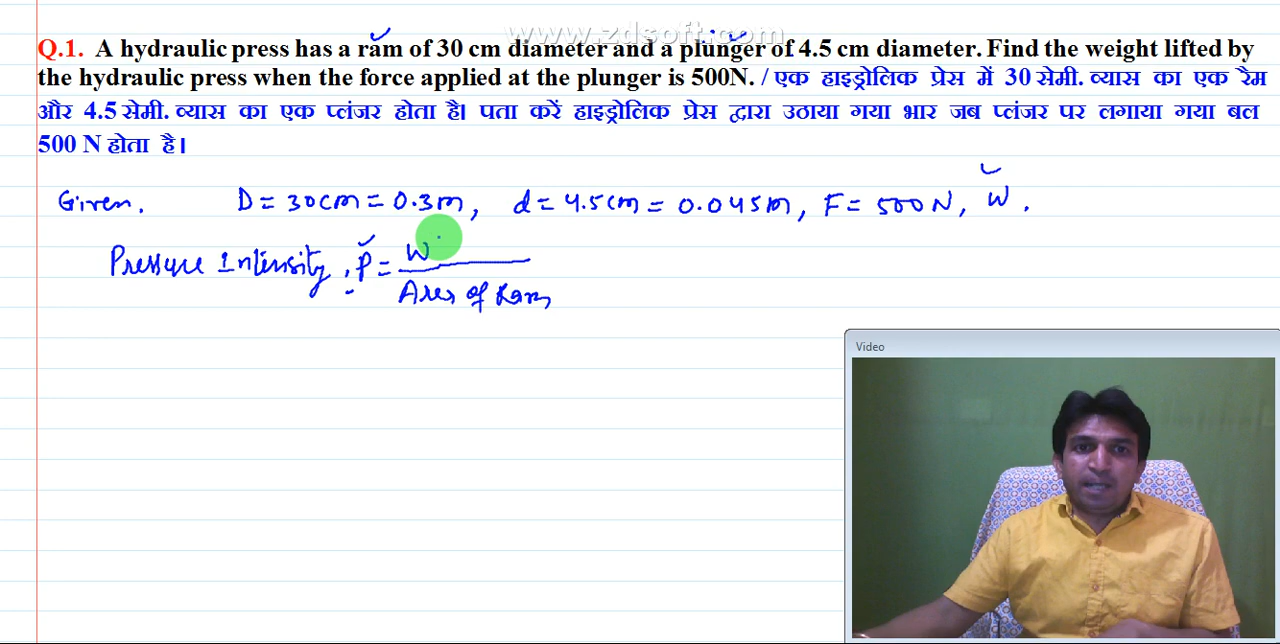 www.zdsoft.com
Q.1. A hydraulic press has a ram of 30 cm diameter and a plunger of 4.5 cm diameter. Find the weight lifted by
the hydraulic press when the force applied at the plunger is 500N. / एक हाइड्रोलिक प्रेस में 30 सेमी. व्यास का एक रैम
और 4.5 सेमी. व्यास का एक प्लंजर होता है। पता करें हाइड्रोलिक प्रेस द्वारा उठाया गया भार जब प्लंजर पर लगाया गया बल
500 N होता है।
Given. D = 30cm = 0.3m, d = 4.5cm = 0.045m, F = 500N, W.
Pressure Intensity, P = W
Area of Ram
Video